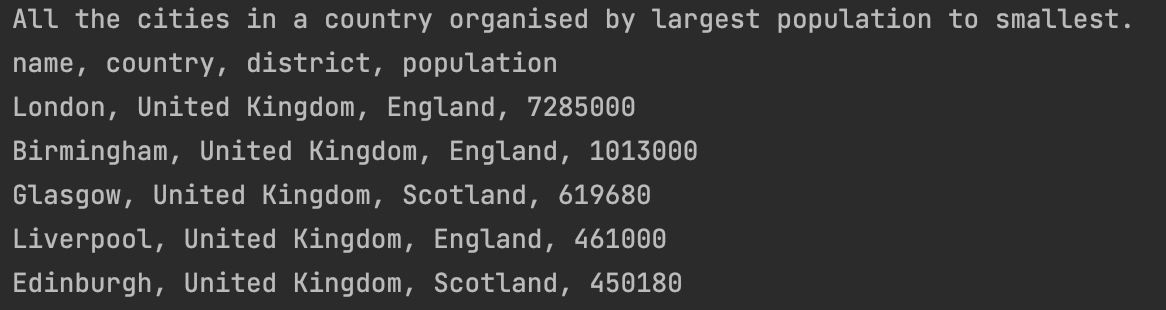 All the cities in a country organised by largest population to smallest.
name, country, district, population
London, United Kingdom, England, 7285000
Birmingham, United Kingdom, England, 1013000
Glasgow, United Kingdom, Scotland, 619680
Liverpool, United Kingdom, England, 461000
Edinburgh, United Kingdom, Scotland, 450180